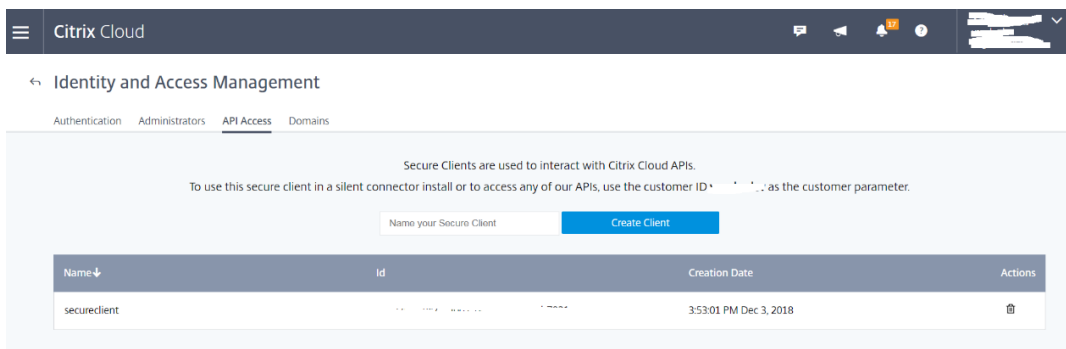 Citrix Cloud
17
?
Identity and Access Management
Authentication Administrators API Access Domains
Secure Clients are used to interact with Citrix Cloud APIs.
To use this secure client in a silent connector install or to access any of our APIs, use the customer ID as the customer parameter.
Name your Secure Client Create Client
Name Id Creation Date Actions
secureclient 3:53:01 PM Dec 3, 2018